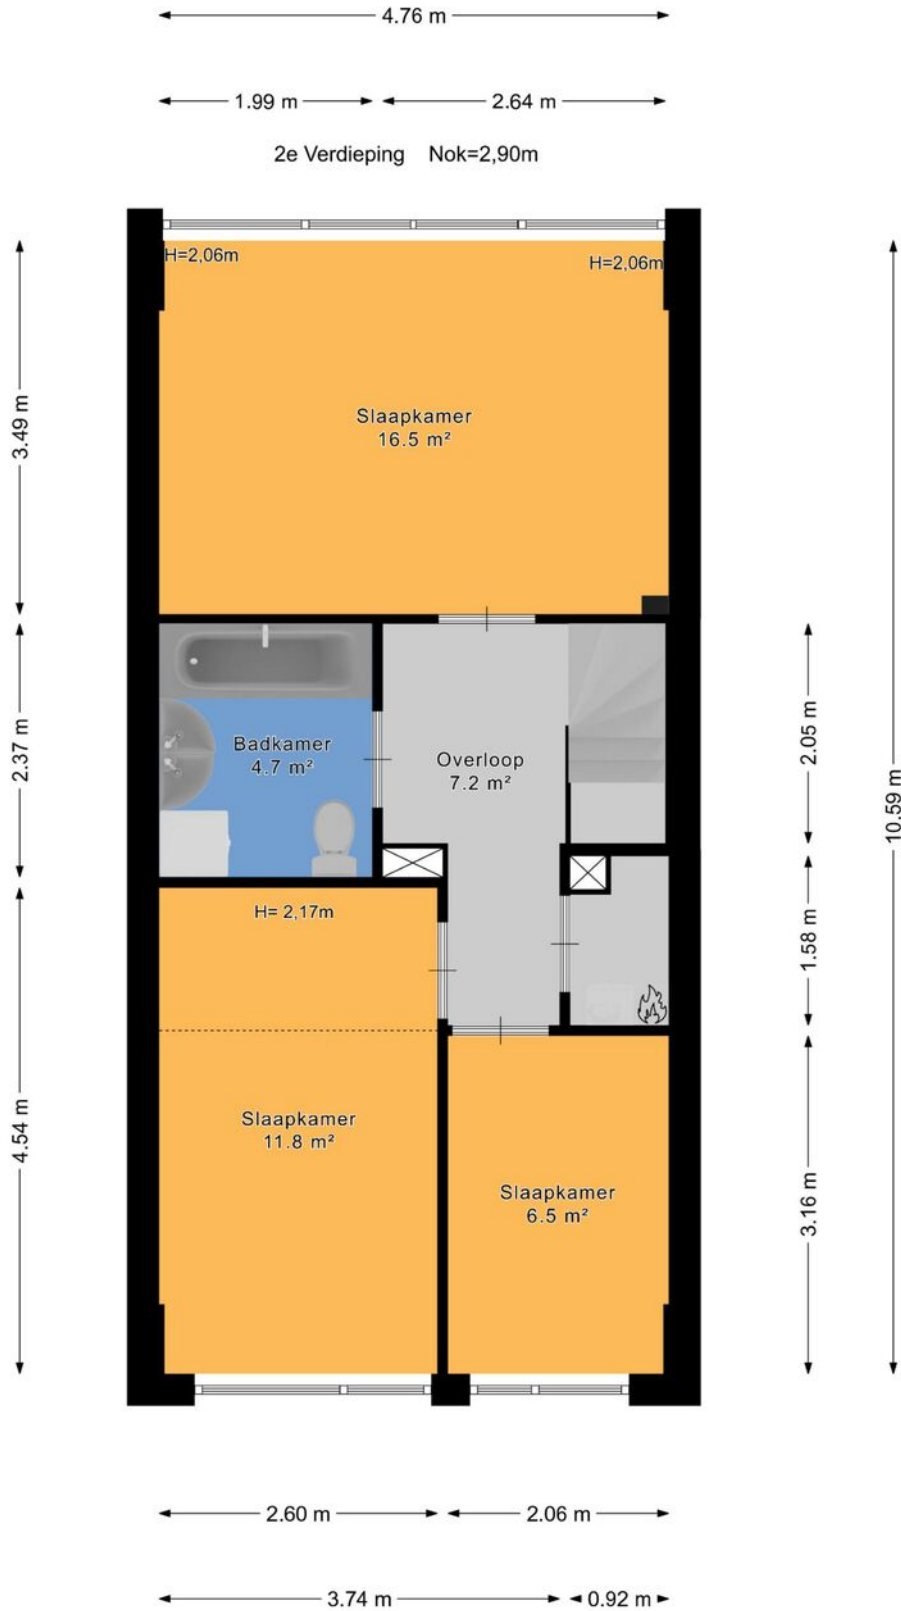 4.76 m
1.99 m
2.64 m
2e Verdieping Nok=2,90m
H=2,06m
H=2,06m
3.49 m
Slaapkamer
16.5 m²
2.37 m
Badkamer
4.7 m²
Overloop
7.2 m²
2.05 m
10.59 m
H= 2,17m
1.58 m
4.54 m
Slaapkamer
11.8 m²
Slaapkamer
6.5 m²
3.16 m
2.60 m
2.06 m
3.74 m
0.92 m